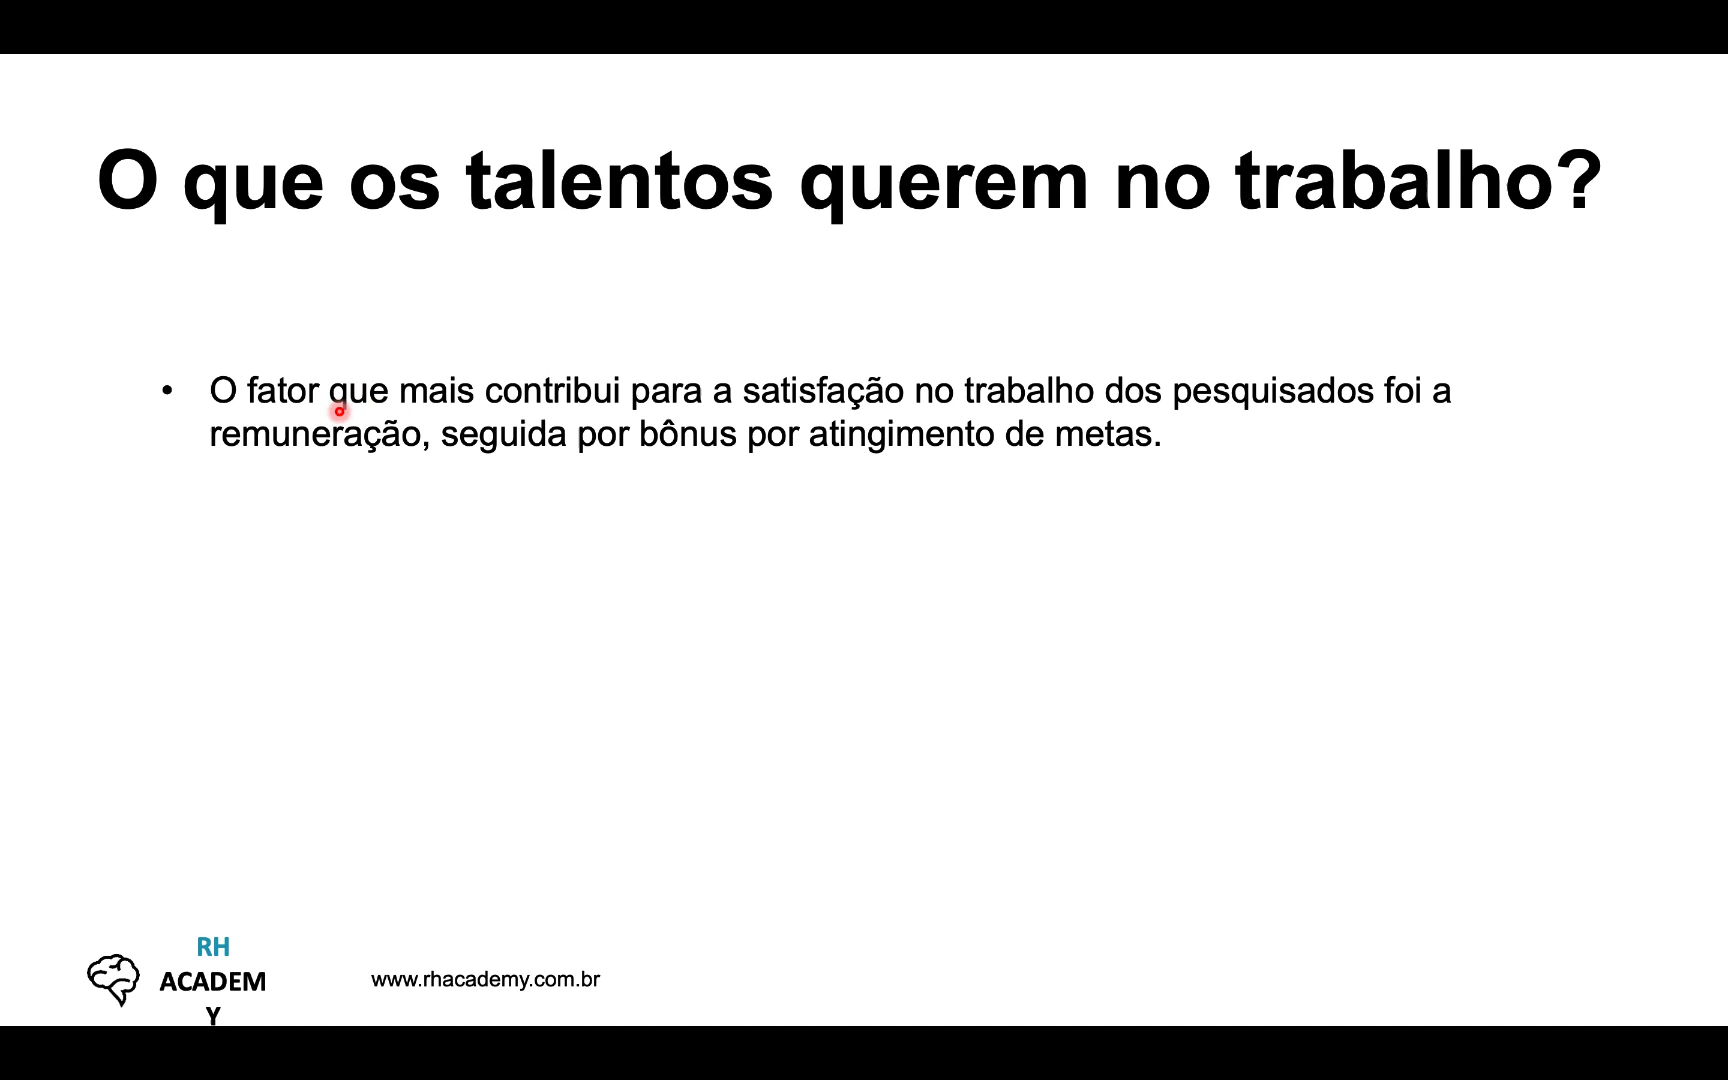 O que os talentos querem no trabalho?
• O fator que mais contribui para a satisfação no trabalho dos pesquisados foi a
remuneração, seguida por bônus por atingimento de metas.
RH
ACADEM
Y
www.rhacademy.com.br